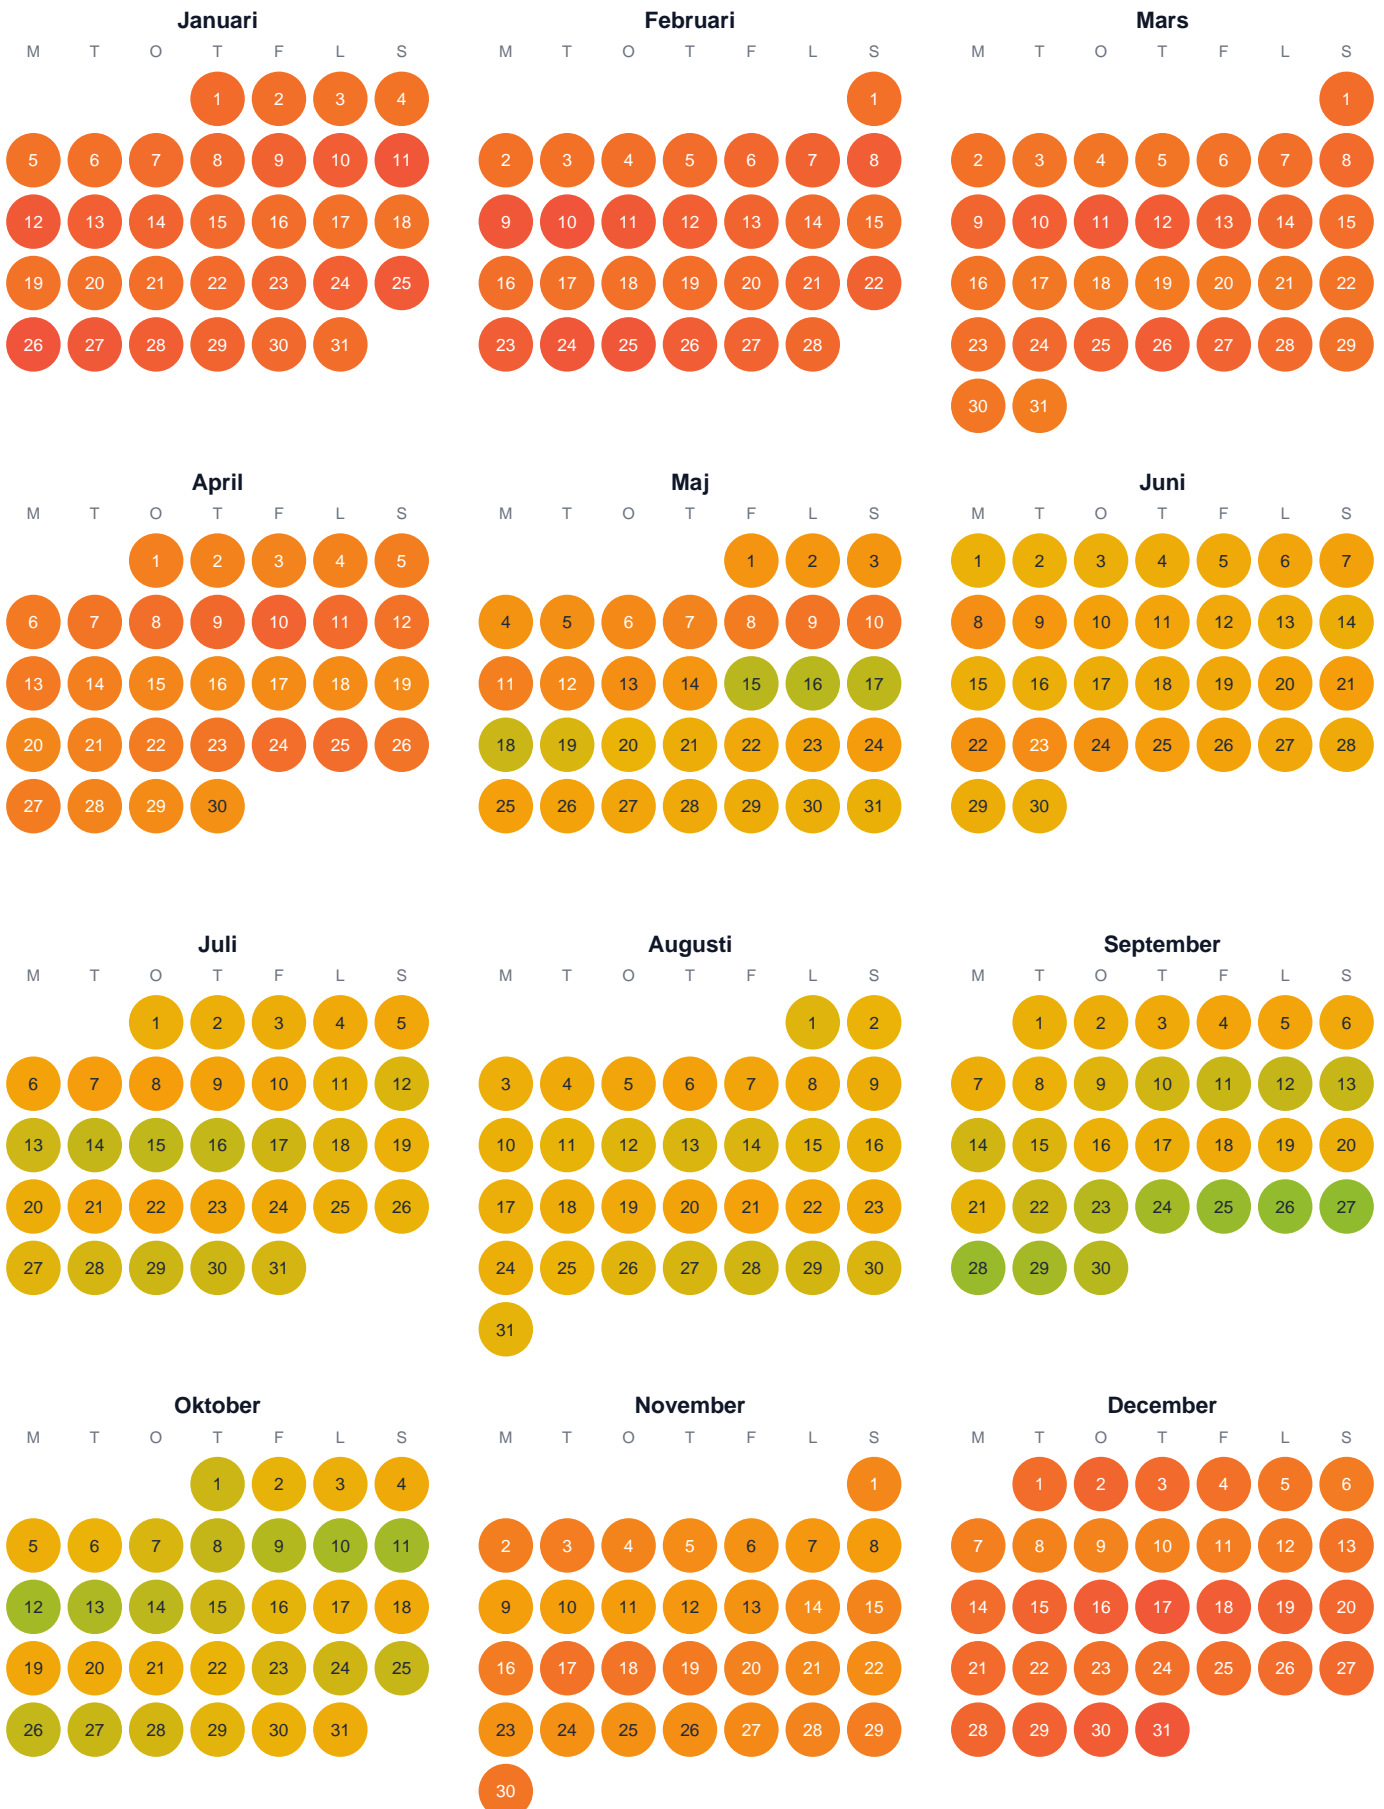 Januari Februari Mars
M T O T F L S M T O T F L S M T O T F L S
1 2 3 4 1 1
5 6 7 8 9 10 11 2 3 4 5 6 7 8 2 3 4 5 6 7 8
12 13 14 15 16 17 18 9 10 11 12 13 14 15 9 10 11 12 13 14 15
19 20 21 22 23 24 25 16 17 18 19 20 21 22 16 17 18 19 20 21 22
26 27 28 29 30 31 23 24 25 26 27 28 23 24 25 26 27 28 29
30 31
April Maj Juni
M T O T F L S M T O T F L S M T O T F L S
1 2 3 4 5 1 2 3 1 2 3 4 5 6 7
6 7 8 9 10 11 12 4 5 6 7 8 9 10 8 9 10 11 12 13 14
13 14 15 16 17 18 19 11 12 13 14 15 16 17 15 16 17 18 19 20 21
20 21 22 23 24 25 26 18 19 20 21 22 23 24 22 23 24 25 26 27 28
27 28 29 30 25 26 27 28 29 30 31 29 30
Juli Augusti September
M T O T F L S M T O T F L S M T O T F L S
1 2 3 4 5 1 2 1 2 3 4 5 6
6 7 8 9 10 11 12 3 4 5 6 7 8 9 7 8 9 10 11 12 13
13 14 15 16 17 18 19 10 11 12 13 14 15 16 14 15 16 17 18 19 20
20 21 22 23 24 25 26 17 18 19 20 21 22 23 21 22 23 24 25 26 27
27 28 29 30 31 24 25 26 27 28 29 30 28 29 30
31
Oktober November December
M T O T F L S M T O T F L S M T O T F L S
1 2 3 4 1 1 2 3 4 5 6
5 6 7 8 9 10 11 2 3 4 5 6 7 8 7 8 9 10 11 12 13
12 13 14 15 16 17 18 9 10 11 12 13 14 15 14 15 16 17 18 19 20
19 20 21 22 23 24 25 16 17 18 19 20 21 22 21 22 23 24 25 26 27
26 27 28 29 30 31 23 24 25 26 27 28 29 28 29 30 31
30